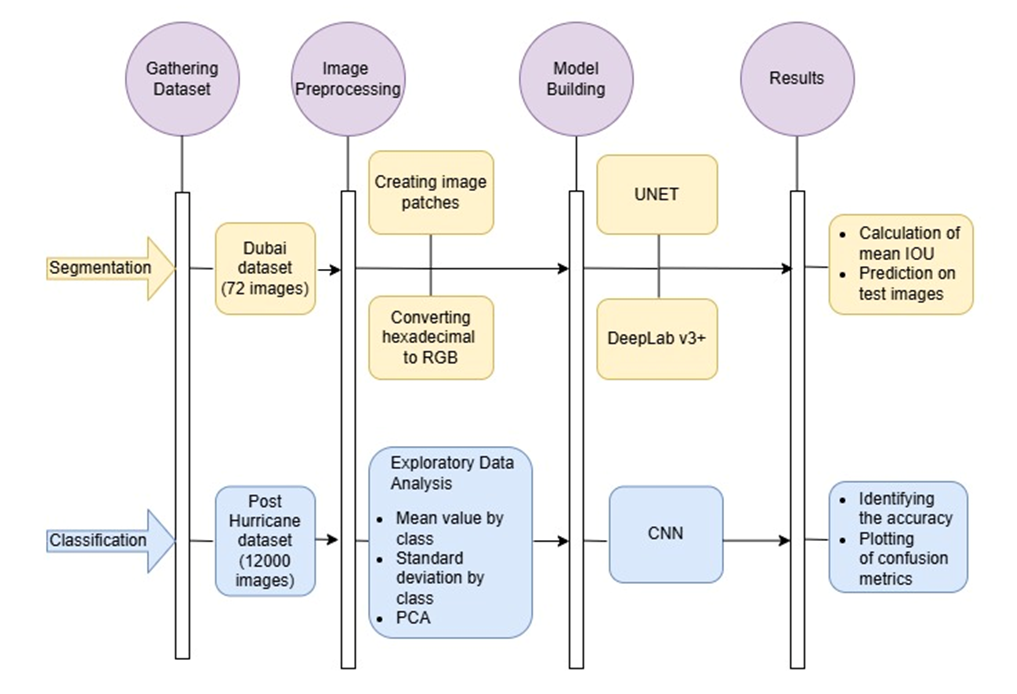 Gathering
Dataset
Image
Preprocessing
Model
Building
Results
Segmentation
Dubai
dataset
(72 images)
Creating image
patches
Converting
hexadecimal
to RGB
UNET
DeepLab v3+
• Calculation of
mean IOU
• Prediction on
test images
Classification
Post
Hurricane
dataset
(12000
images)
Exploratory Data
Analysis
• Mean value by
class
• Standard
deviation by
class
• PCA
CNN
• Identifying
the accuracy
• Plotting
of confusion
metrics